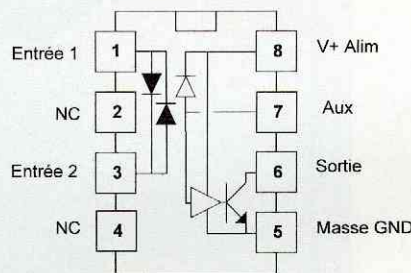 Entrée 1 1 8 V+ Alim
NC 2 7 Aux
Entrée 2 3 6 Sortie
NC 4 5 Masse GND